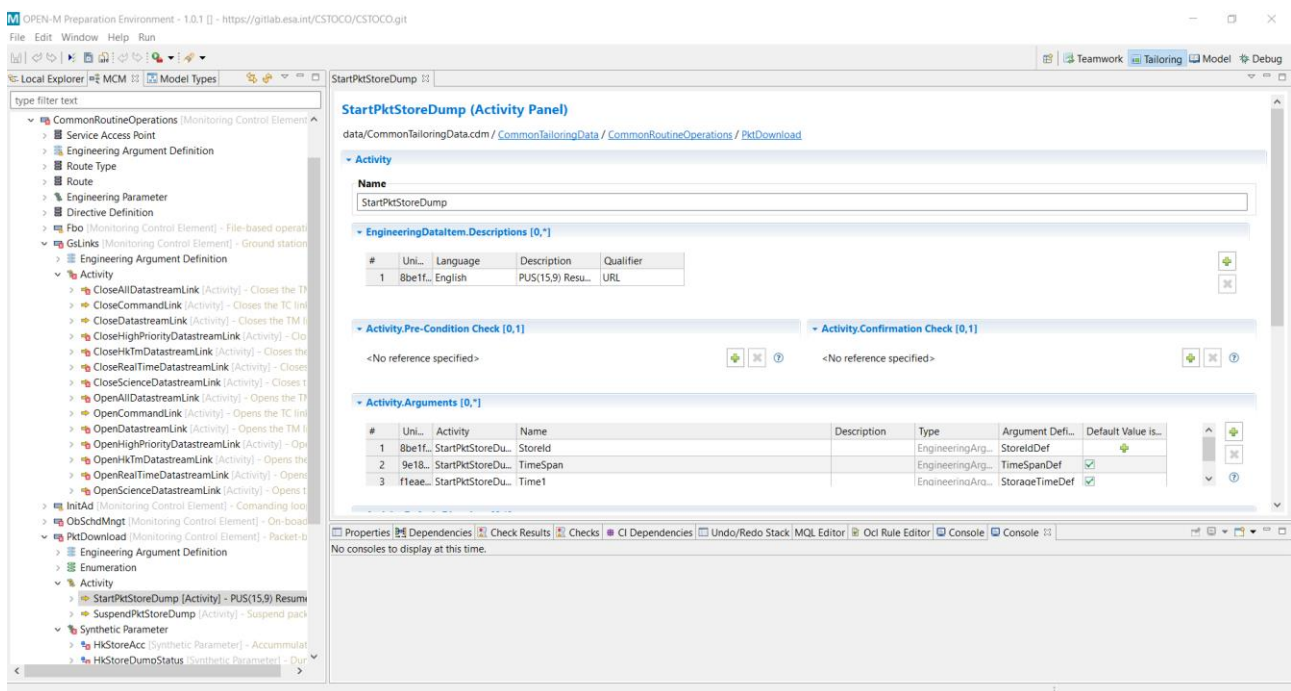 OPEN-M Preparation Environment - 1.0.1 [] - https://gitlab.esa.int/CSTOCO/CSTOCO.git
File Edit Window Help Run
Teamwork Tailoring Model Debug
Local Explorer MCM Model Types
StartPktStoreDump
type filter text
CommonRoutineOperations [Monitoring Control Element]
Service Access Point
Engineering Argument Definition
Route Type
Route
Engineering Parameter
Directive Definition
Fbo [Monitoring Control Element] - File-based operati
GsLinks [Monitoring Control Element] - Ground station
Engineering Argument Definition
Activity
CloseAllDatastreamLink [Activity] - Closes the TM
CloseCommandLink [Activity] - Closes the TC link
CloseDatastreamLink [Activity] - Closes the TM li
CloseHighPriorityDatastreamLink [Activity] - Clo
CloseHkTmDatastreamLink [Activity] - Closes the
CloseRealTimeDatastreamLink [Activity] - Closes
CloseScienceDatastreamLink [Activity] - Closes t
OpenAllDatastreamLink [Activity] - Opens the TM
OpenCommandLink [Activity] - Opens the TC link
OpenDatastreamLink [Activity] - Opens the TM l
OpenHighPriorityDatastreamLink [Activity] - Ope
OpenHkTmDatastreamLink [Activity] - Opens the
OpenRealTimeDatastreamLink [Activity] - Opens
OpenScienceDatastreamLink [Activity] - Opens t
InitAd [Monitoring Control Element] - Comanding loo
ObSchdMngt [Monitoring Control Element] - On-boad
PktDownload [Monitoring Control Element] - Packet-b
Engineering Argument Definition
Enumeration
Activity
StartPktStoreDump [Activity] - PUS(15,9) Resume
SuspendPktStoreDump [Activity] - Suspend pack
Synthetic Parameter
HkStoreAcc [Synthetic Parameter] - Accummulat
HkStoreDumpStatus [Synthetic Parameter] - Dur
StartPktStoreDump (Activity Panel)
data/CommonTailoringData.cdm / CommonTailoringData / CommonRoutineOperations / PktDownload
Activity
Name
StartPktStoreDump
EngineeringDataItem.Descriptions [0,*]
# Uni... Language Description Qualifier
1 8be1f... English PUS(15,9) Resu... URL
Activity.Pre-Condition Check [0,1] Activity.Confirmation Check [0,1]
<No reference specified> <No reference specified>
Activity.Arguments [0,*]
# Uni... Activity Name Description Type Argument Defi... Default Value is...
1 8be1f... StartPktStoreDu... StoreId EngineeringArg... StoreIdDef
2 9e18... StartPktStoreDu... TimeSpan EngineeringArg... TimeSpanDef
3 f1eae... StartPktStoreDu... Time1 EngineeringArg... StorageTimeDef
Properties Dependencies Check Results Checks CI Dependencies Undo/Redo Stack MQL Editor Ocl Rule Editor Console Console
No consoles to display at this time.